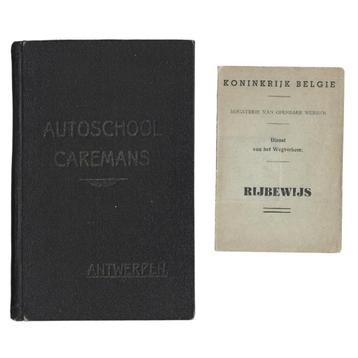 AUTOSCHOOL
CAREMANS
ANTWERPEN.
KONINKRIJK BELGIE
MINISTERIE VAN OPENBARE WERKEN
Dienst
van het Wegverkeer.
RIJBEWIJS